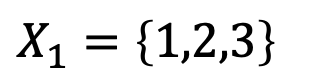 X₁ = {1,2,3}